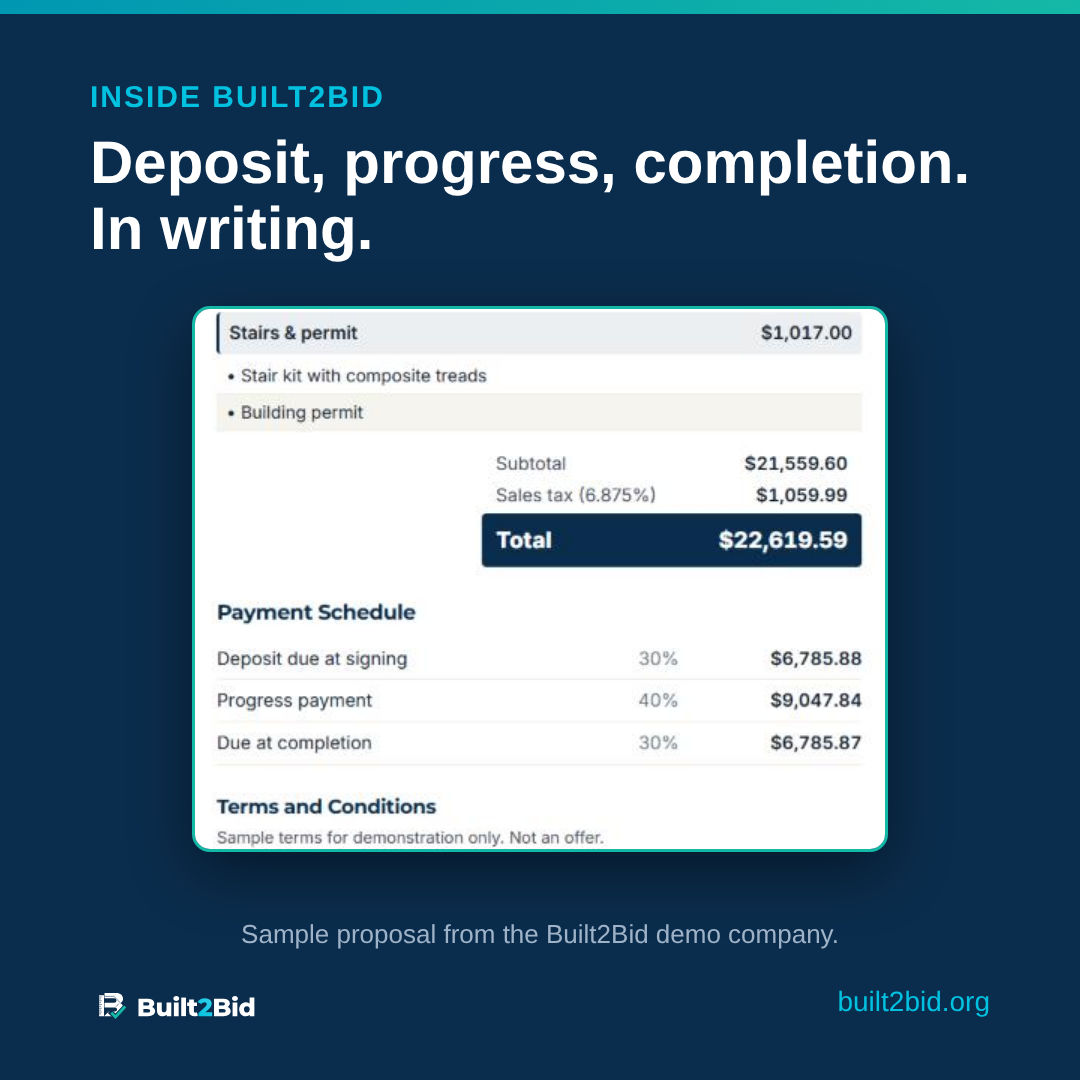 INSIDE BUILT2BID
Deposit, progress, completion.
In writing.
Stairs & permit $1,017.00
• Stair kit with composite treads
• Building permit
Subtotal $21,559.60
Sales tax (6.875%) $1,059.99
Total $22,619.59
Payment Schedule
Deposit due at signing 30% $6,785.88
Progress payment 40% $9,047.84
Due at completion 30% $6,785.87
Terms and Conditions
Sample terms for demonstration only. Not an offer.
Sample proposal from the Built2Bid demo company.
Built2Bid
built2bid.org